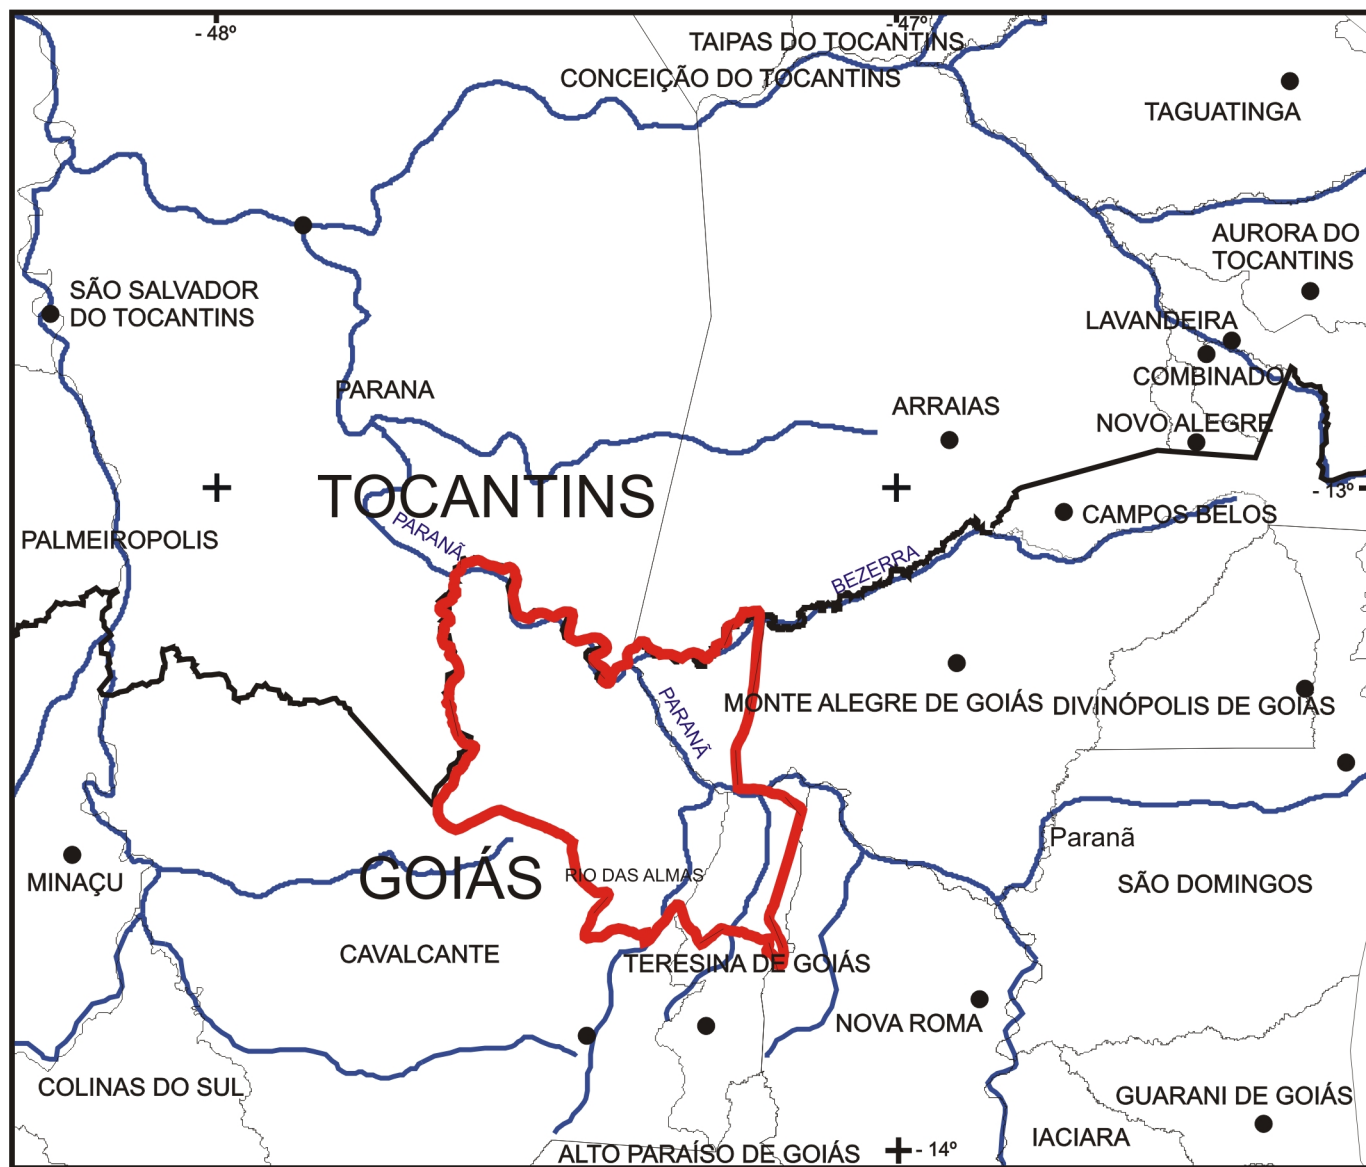 - 48º
- 47º
TAIPAS DO TOCANTINS
CONCEIÇÃO DO TOCANTINS
TAGUATINGA
AURORA DO
TOCANTINS
SÃO SALVADOR
DO TOCANTINS
LAVANDEIRA
COMBINADO
PARANA
ARRAIAS
NOVO ALEGRE
TOCANTINS
- 13º
CAMPOS BELOS
PARANÃ
PALMEIROPOLIS
BEZERRA
PARANÃ
MONTE ALEGRE DE GOIÁS
DIVINÓPOLIS DE GOIÁS
Paranã
MINAÇU
GOIÁS
RIO DAS ALMAS
SÃO DOMINGOS
CAVALCANTE
TERESINA DE GOIÁS
NOVA ROMA
COLINAS DO SUL
GUARANI DE GOIÁS
IACIARA
ALTO PARAÍSO DE GOIÁS
- 14º